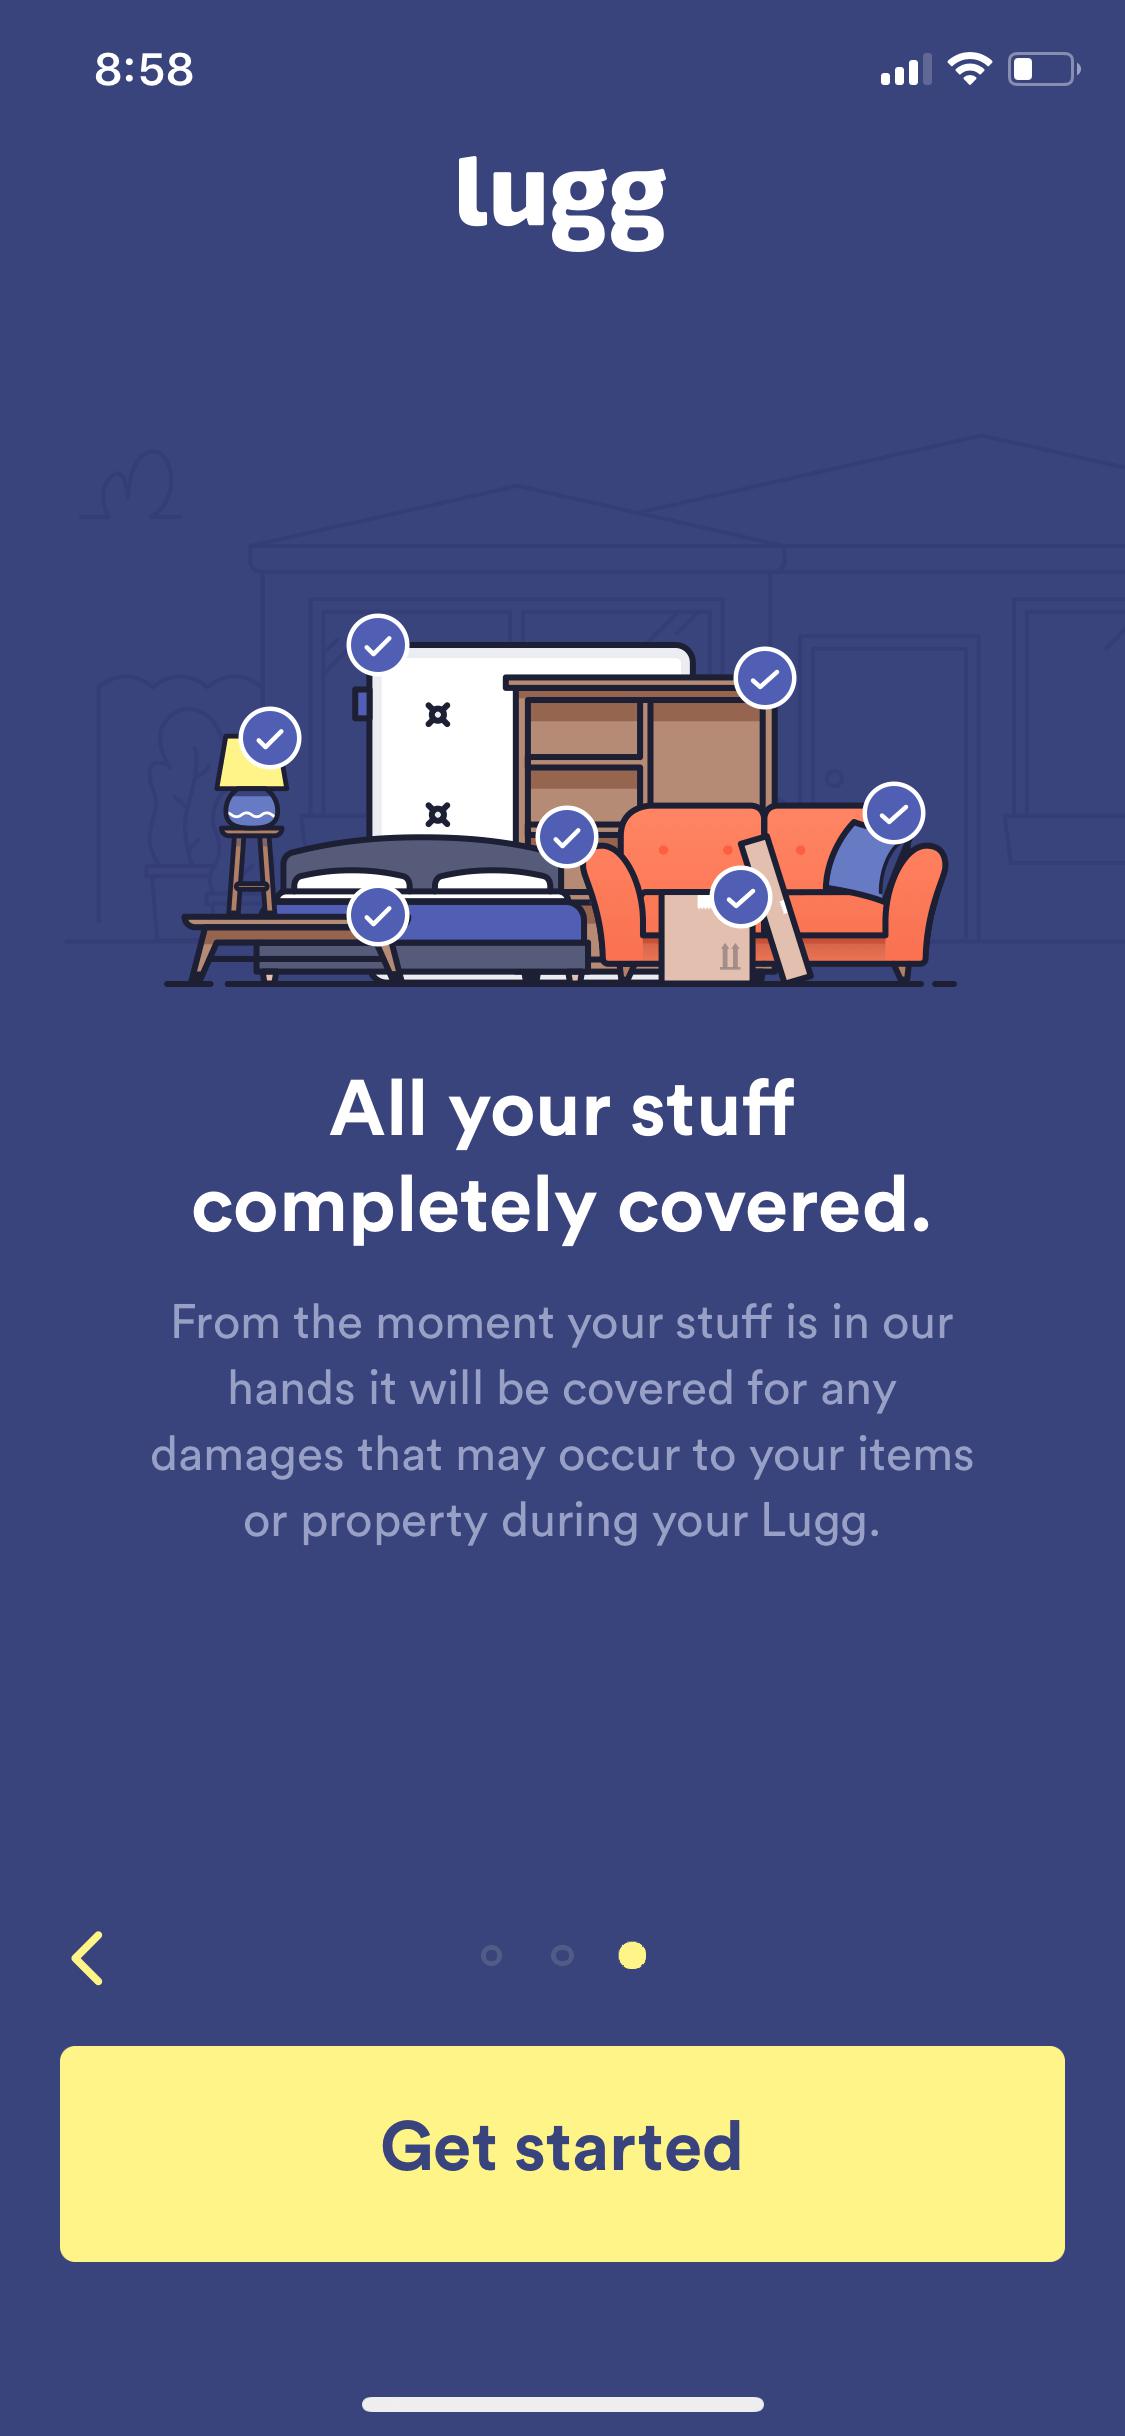 8:58
lugg
All your stuff
completely covered.
From the moment your stuff is in our
hands it will be covered for any
damages that may occur to your items
or property during your Lugg.
Get started